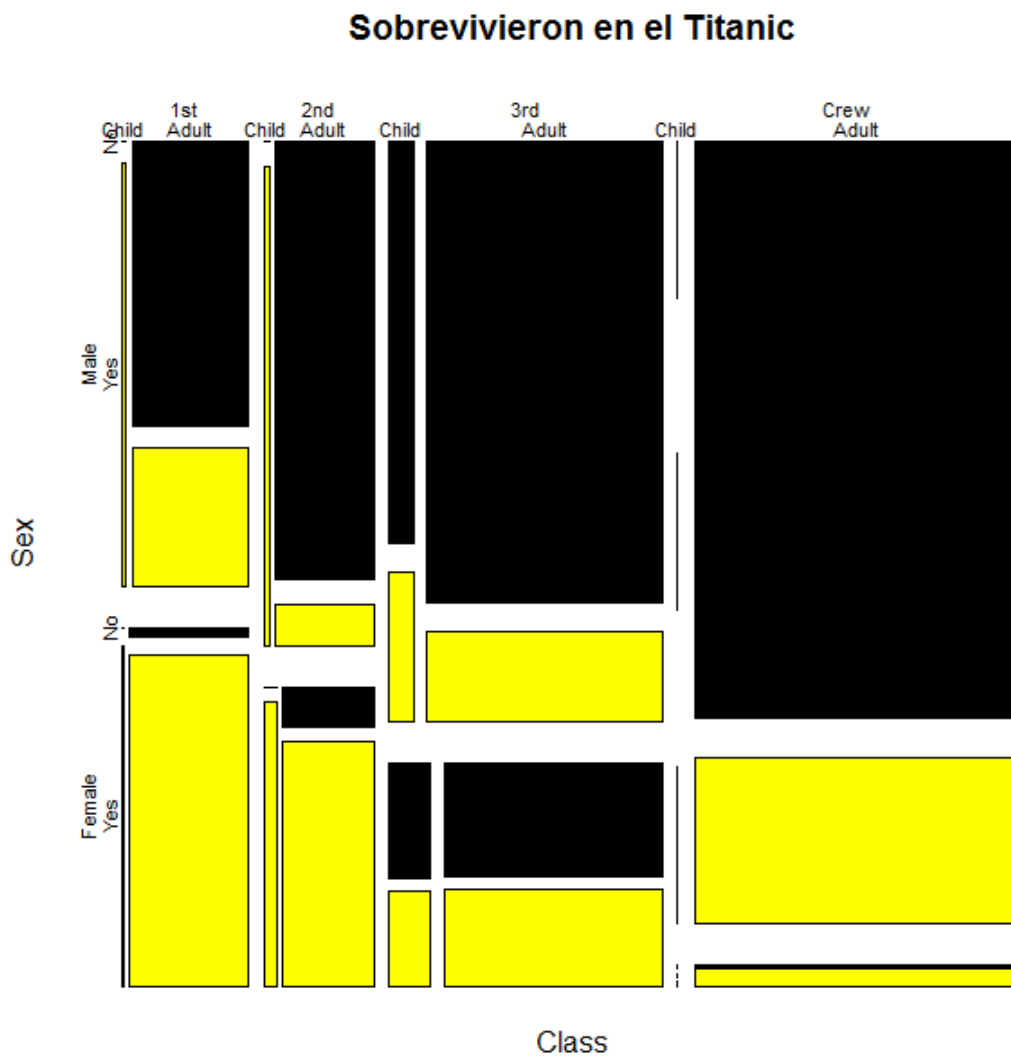 Sobrevivieron en el Titanic
1st 2nd 3rd Crew
Child Adult Child Adult Child Adult Child Adult
No
Male
Yes
Sex
No
Female
Yes
Class